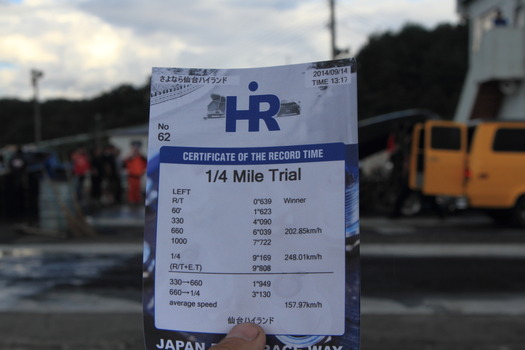 さよなら仙台ハイランド
2014/09/14
TIME 13:17
HR
No
62
CERTIFICATE OF THE RECORD TIME
1/4 Mile Trial
LEFT
R/T 0"639 Winner
60' 1"623
330 4"090
660 6"039 202.85km/h
1000 7"722
1/4 9"169 248.01km/h
(R/T+E.T) 9"808
330→660 1"949
660→1/4 3"130
average speed 157.97km/h
仙台ハイランド
JAPAN WAY